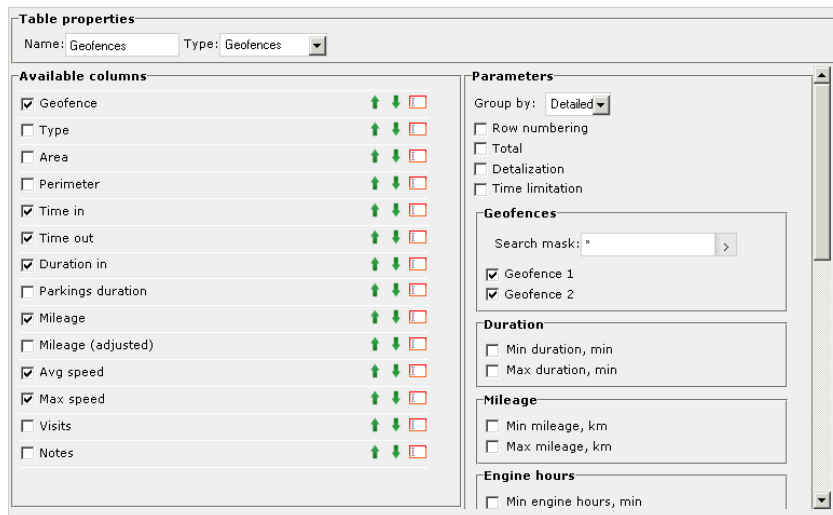 Table properties
Name: Geofences Type: Geofences
Available columns
Geofence
Type
Area
Perimeter
Time in
Time out
Duration in
Parkings duration
Mileage
Mileage (adjusted)
Avg speed
Max speed
Visits
Notes
Parameters
Group by: Detailed
Row numbering
Total
Detalization
Time limitation
Geofences
Search mask: *
>
Geofence 1
Geofence 2
Duration
Min duration, min
Max duration, min
Mileage
Min mileage, km
Max mileage, km
Engine hours
Min engine hours, min